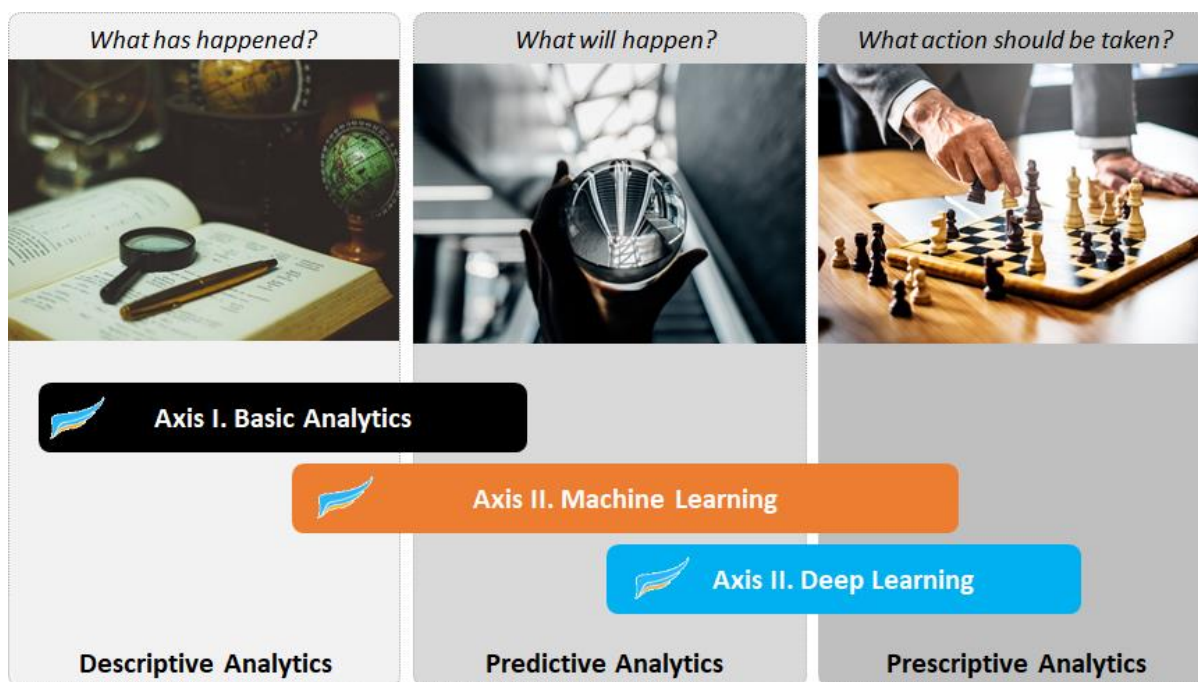 What has happened?
What will happen?
What action should be taken?
Axis I. Basic Analytics
Axis II. Machine Learning
Axis II. Deep Learning
Descriptive Analytics
Predictive Analytics
Prescriptive Analytics